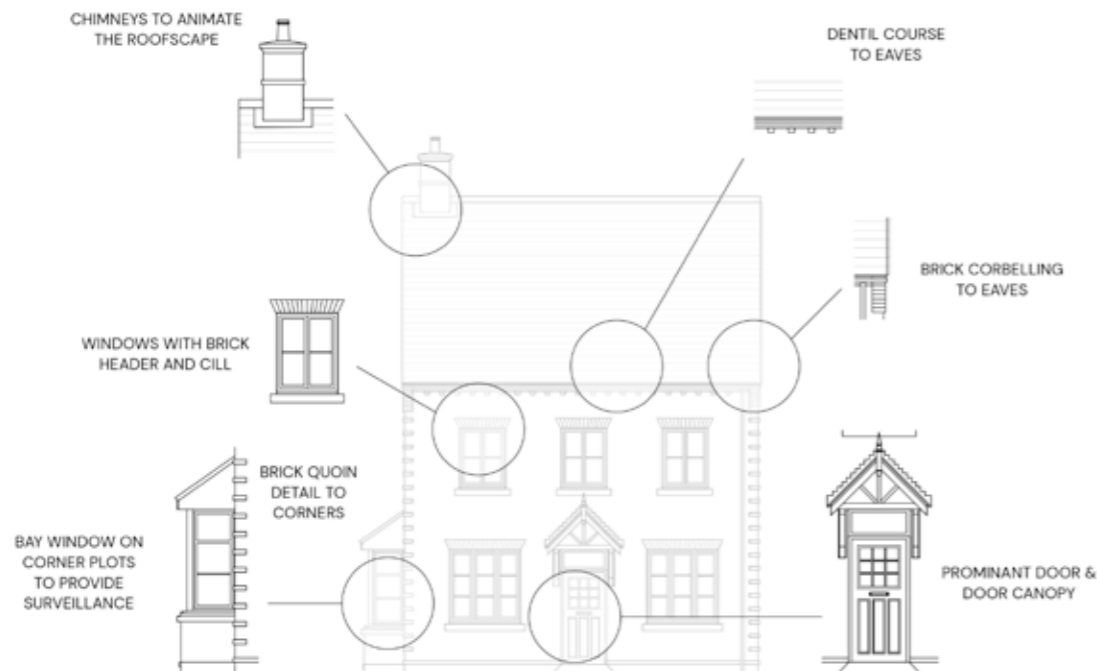 CHIMNEYS TO ANIMATE
THE ROOFSCAPE
DENTIL COURSE
TO EAVES
BRICK CORBELLING
TO EAVES
WINDOWS WITH BRICK
HEADER AND CILL
BRICK QUOIN
DETAIL TO
CORNERS
BAY WINDOW ON
CORNER PLOTS
TO PROVIDE
SURVEILLANCE
PROMINANT DOOR &
DOOR CANOPY